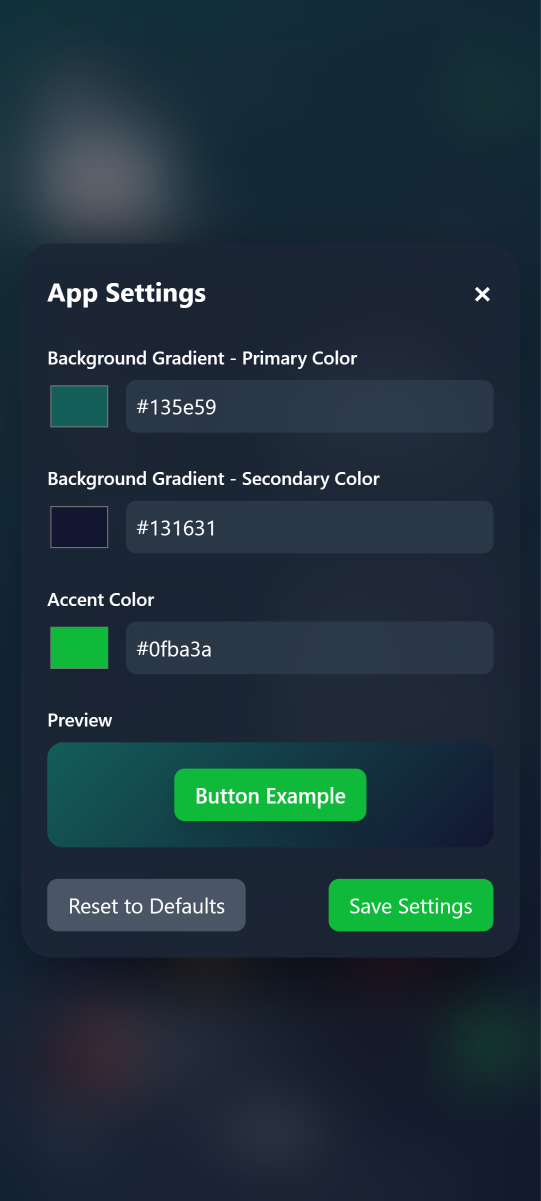 App Settings ×
Background Gradient - Primary Color
#135e59
Background Gradient - Secondary Color
#131631
Accent Color
#0fba3a
Preview
Button Example
Reset to Defaults Save Settings